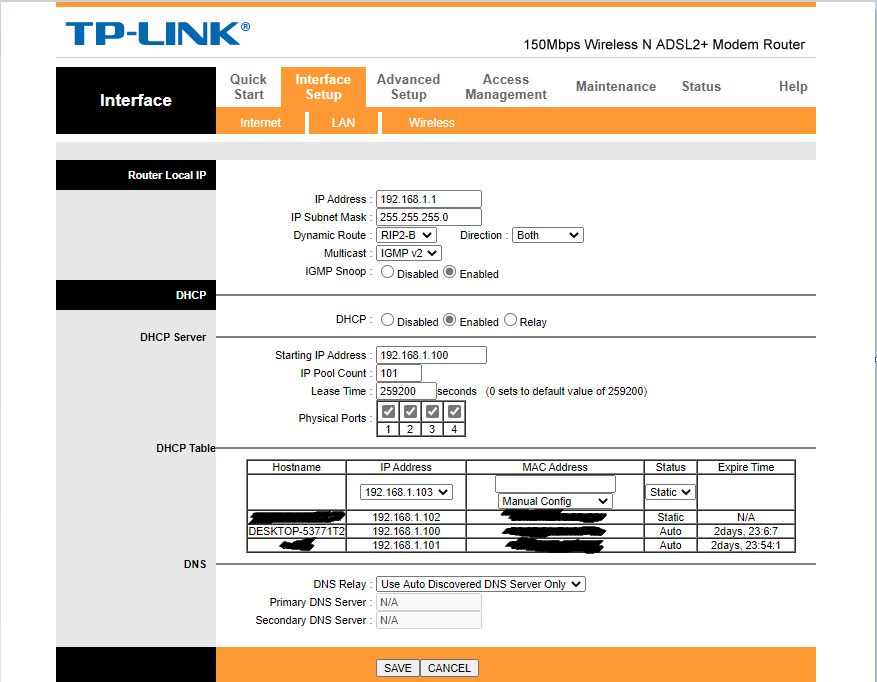 TP-LINK®
150Mbps Wireless N ADSL2+ Modem Router
Interface
Quick Start
Interface Setup
Advanced Setup
Access Management
Maintenance
Status
Help
Internet
LAN
Wireless
Router Local IP
IP Address : 192.168.1.1
IP Subnet Mask : 255.255.255.0
Dynamic Route : RIP2-B Direction : Both
Multicast : IGMP v2
IGMP Snoop : Disabled Enabled
DHCP
DHCP : Disabled Enabled Relay
DHCP Server
Starting IP Address : 192.168.1.100
IP Pool Count : 101
Lease Time : 259200 seconds (0 sets to default value of 259200)
Physical Ports :
1 2 3 4
DHCP Table
Hostname IP Address MAC Address Status Expire Time
192.168.1.103 Manual Config Static
192.168.1.102 Static N/A
DESKTOP-53771T2 192.168.1.100 Auto 2days, 23:6:7
192.168.1.101 Auto 2days, 23:54:1
DNS
DNS Relay : Use Auto Discovered DNS Server Only
Primary DNS Server : N/A
Secondary DNS Server : N/A
SAVE CANCEL